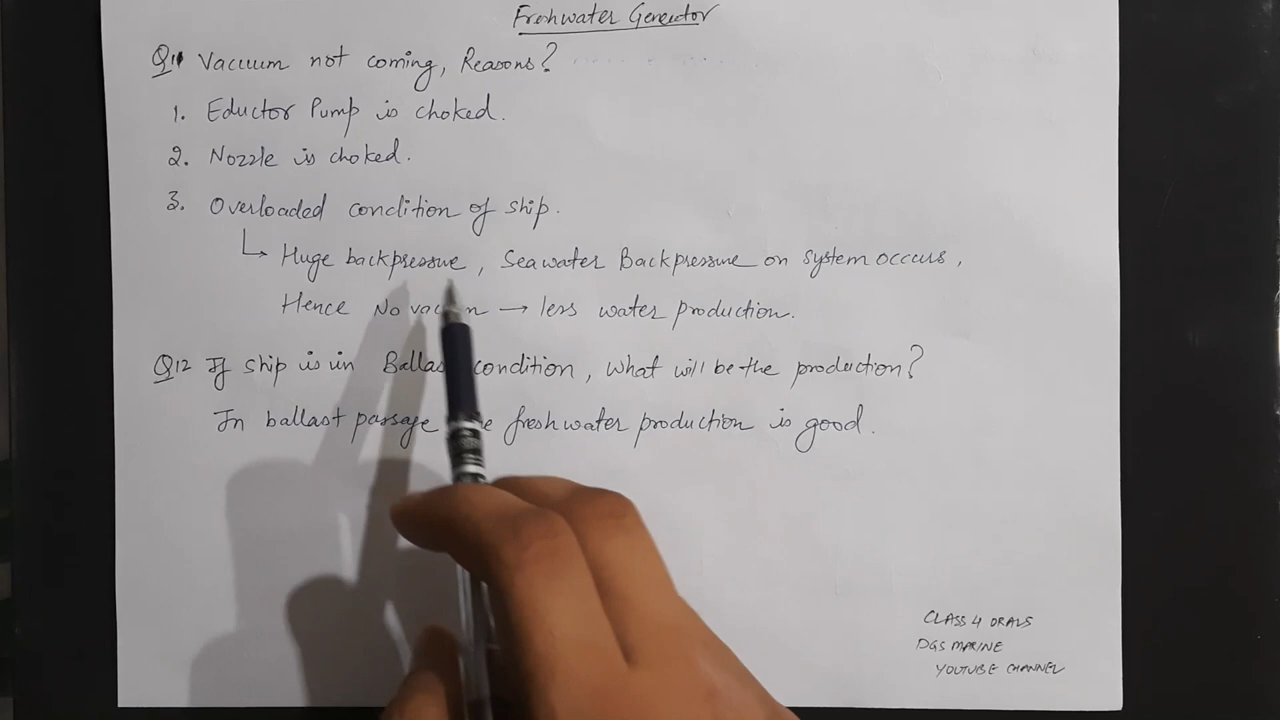 Freshwater Generator
Q11 Vacuum not coming, Reasons?
1. Eductor Pump is choked.
2. Nozzle is choked.
3. Overloaded condition of ship.
↳ Huge backpressure, Seawater Backpressure on system occurs,
Hence No → less water production.
Q12 If ship is in condition, what will be the production?
In ballast passage freshwater production is good.
CLASS 4 ORALS
DGS MARINE
YOUTUBE CHANNEL